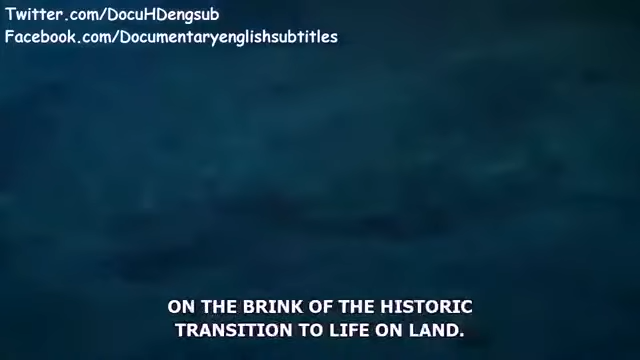 Twitter.com/DocuHDengsub
Facebook.com/Documentaryenglishsubtitles
ON THE BRINK OF THE HISTORIC
TRANSITION TO LIFE ON LAND.